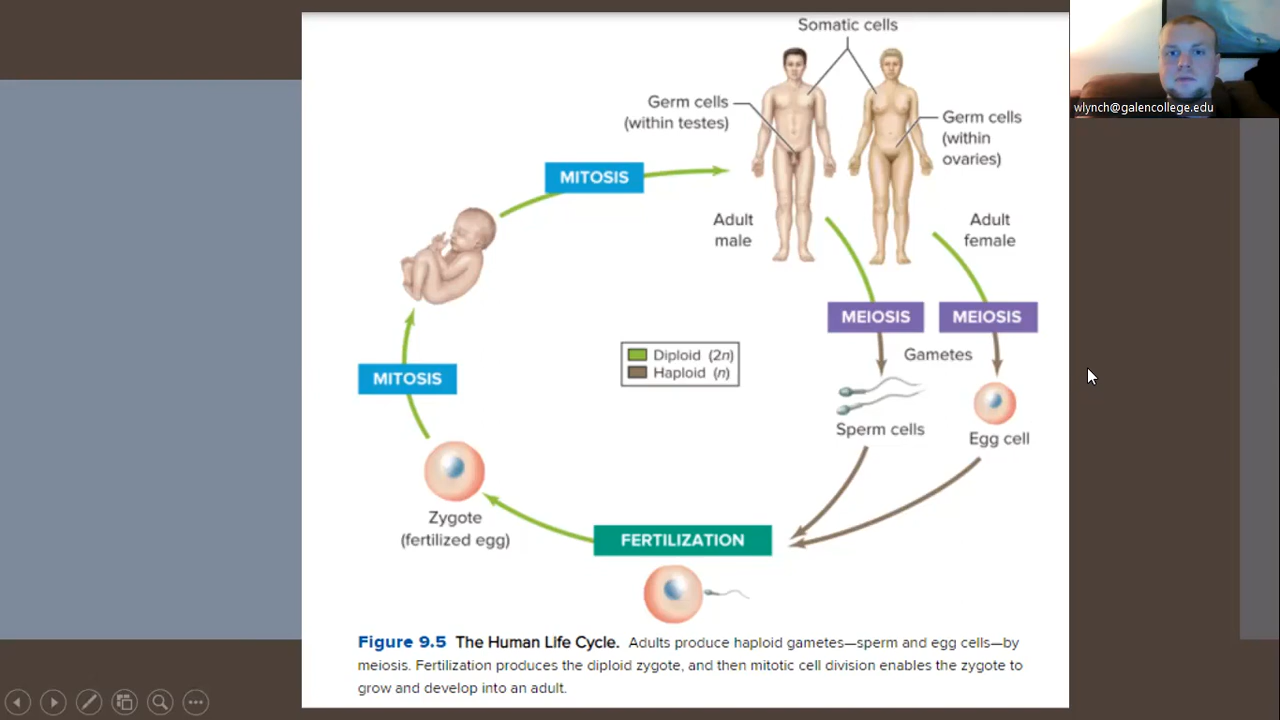 Somatic cells
wlynch@galencollege.edu
Germ cells
(within testes)
Germ cells
(within
ovaries)
MITOSIS
Adult
male
Adult
female
MEIOSIS
MEIOSIS
Diploid (2n)
Haploid (n)
Gametes
MITOSIS
Sperm cells
Egg cell
Zygote
(fertilized egg)
FERTILIZATION
Figure 9.5 The Human Life Cycle. Adults produce haploid gametes—sperm and egg cells—by
meiosis. Fertilization produces the diploid zygote, and then mitotic cell division enables the zygote to
grow and develop into an adult.